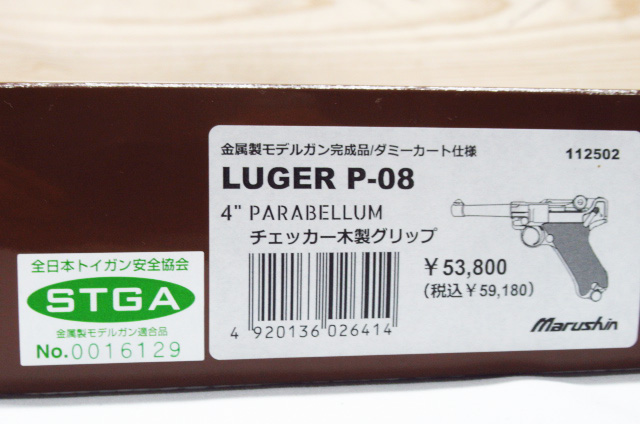 金属製モデルガン完成品/ダミーカート仕様
112502
LUGER P-08
4" PARABELLUM
チェッカー木製グリップ
￥53,800
(税込￥59,180)
4 920136 026414
Marushin
全日本トイガン安全協会
STGA
金属製モデルガン適合品
No.0016129